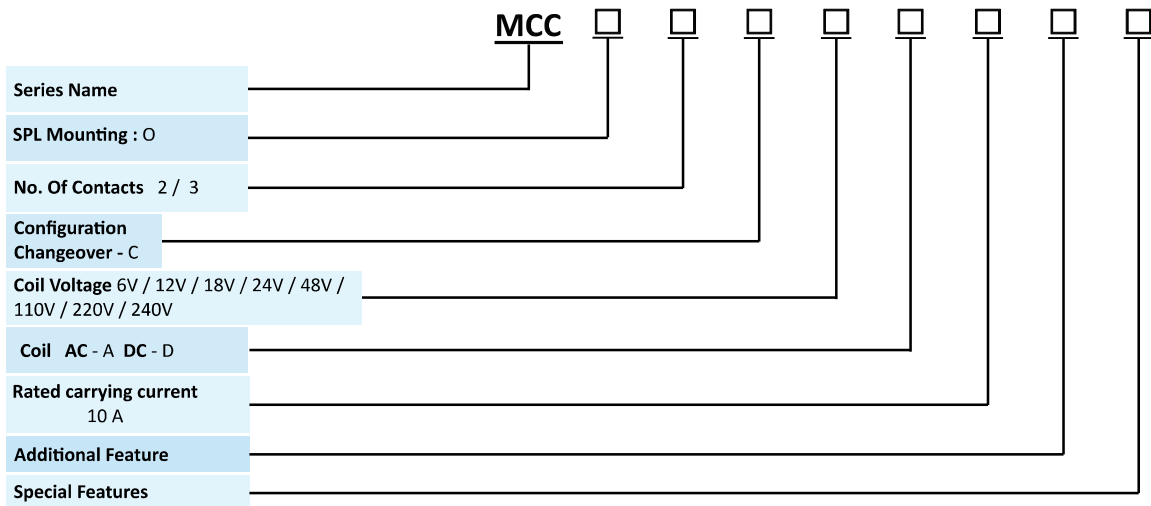 MCC
Series Name
SPL Mounting : O
No. Of Contacts 2 / 3
Configuration
Changeover - C
Coil Voltage 6V / 12V / 18V / 24V / 48V /
110V / 220V / 240V
Coil AC - A DC - D
Rated carrying current
10 A
Additional Feature
Special Features